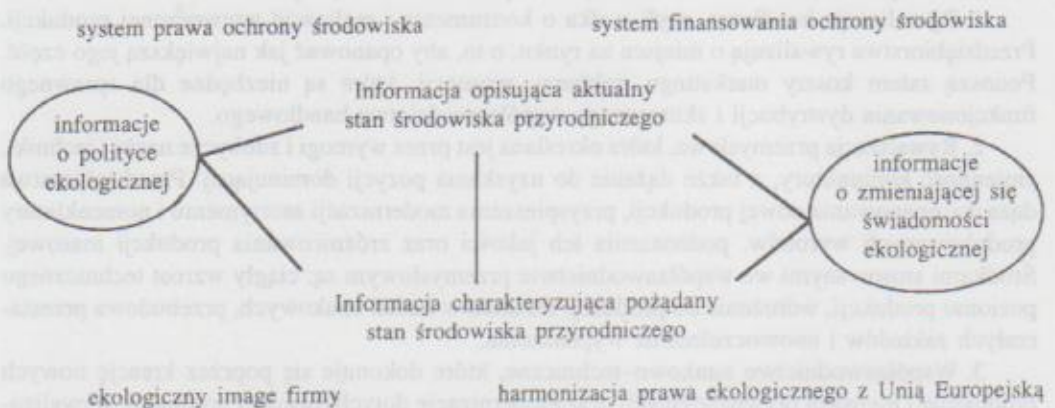 system prawa ochrony środowiska
system finansowania ochrony środowiska
Informacja opisująca aktualny
stan środowiska przyrodniczego
informacje
o polityce
ekologicznej
informacje
o zmieniającej się
świadomości
ekologicznej
Informacja charakteryzująca pożądany
stan środowiska przyrodniczego
ekologiczny image firmy
harmonizacja prawa ekologicznego z Unią Europejską